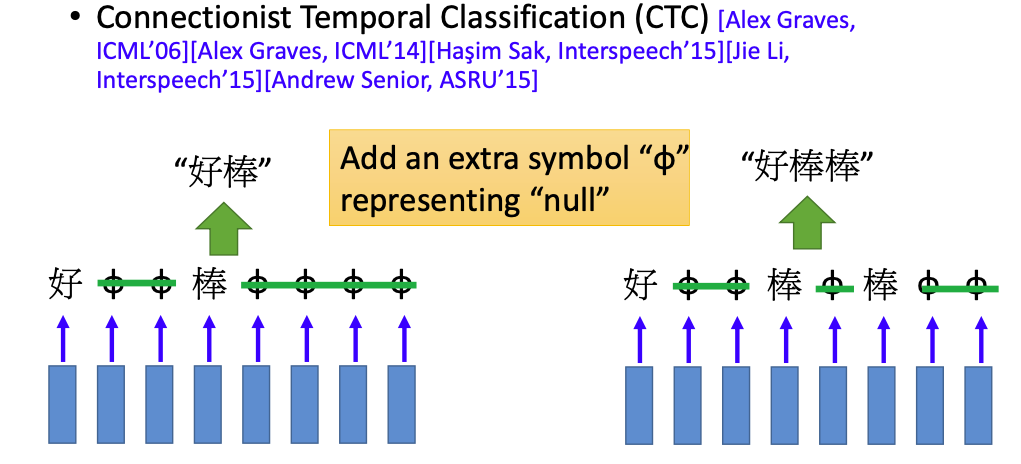 • Connectionist Temporal Classification (CTC) [Alex Graves,
ICML’06][Alex Graves, ICML’14][Haşim Sak, Interspeech’15][Jie Li,
Interspeech’15][Andrew Senior, ASRU’15]
“好棒”
Add an extra symbol “ϕ”
representing “null”
“好棒棒”
好 ϕ ϕ 棒 ϕ ϕ ϕ ϕ
好 ϕ ϕ 棒 ϕ 棒 ϕ ϕ